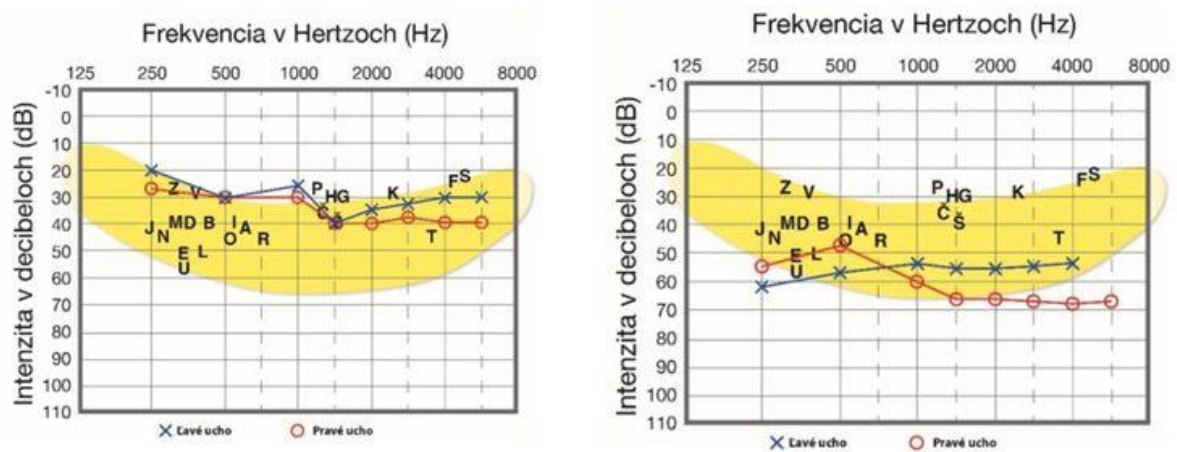 Frekvencia v Hertzoch (Hz)
125 250 500 1000 2000 4000 8000
Intenzita v decibeloch (dB)
-10
0
10
20
30
40
50
60
70
80
90
100
110
Z V P HG K F S
J N M D B I A O R Č Š T
E L U
Ľavé ucho Pravé ucho
Frekvencia v Hertzoch (Hz)
125 250 500 1000 2000 4000 8000
Intenzita v decibeloch (dB)
-10
0
10
20
30
40
50
60
70
80
90
100
110
Z V P HG K F S
J N M D B I A O R Č Š T
E L U
Ľavé ucho Pravé ucho